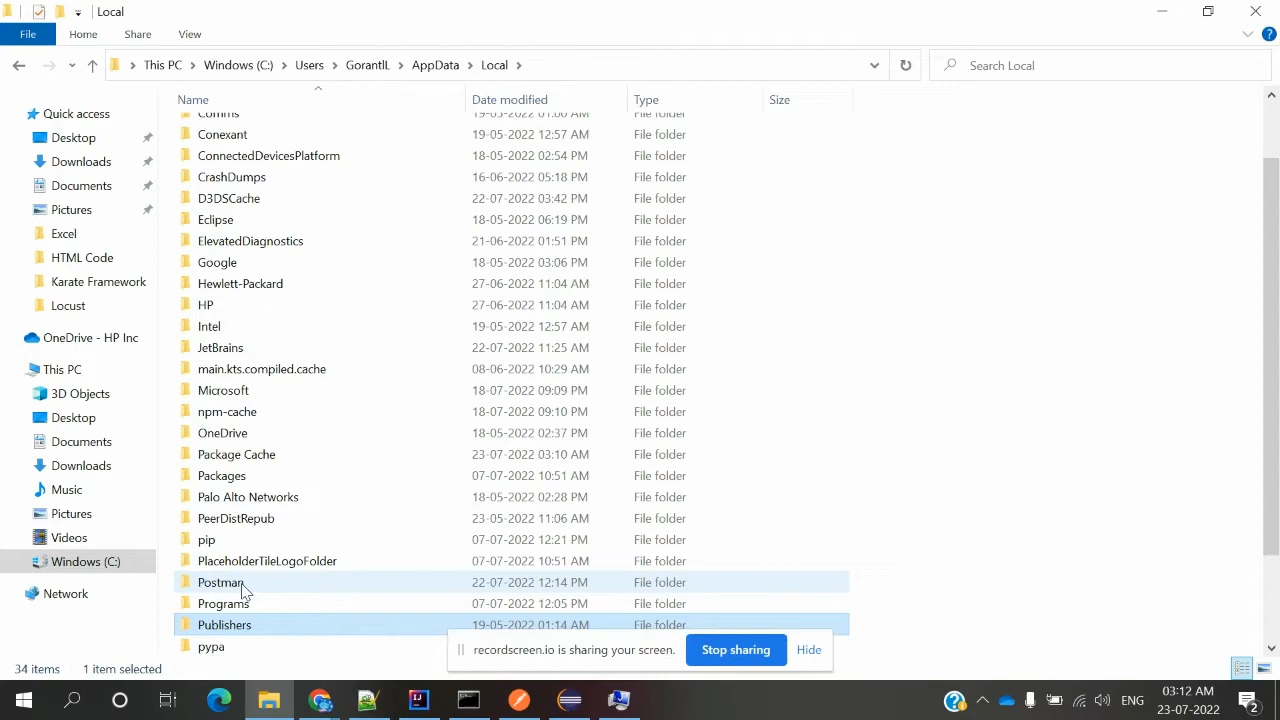 Local
File Home Share View
This PC Windows (C:) Users GorantlL AppData Local Search Local
Name Date modified Type Size
Quick access
Desktop
Downloads
Documents
Pictures
Excel
HTML Code
Karate Framework
Locust
OneDrive - HP Inc
This PC
3D Objects
Desktop
Documents
Downloads
Music
Pictures
Videos
Windows (C:)
Network
Comms 19-05-2022 01:00 AM File folder
Conexant 19-05-2022 12:57 AM File folder
ConnectedDevicesPlatform 18-05-2022 02:54 PM File folder
CrashDumps 16-06-2022 05:18 PM File folder
D3DSCache 22-07-2022 03:42 PM File folder
Eclipse 18-05-2022 06:19 PM File folder
ElevatedDiagnostics 21-06-2022 01:51 PM File folder
Google 18-05-2022 03:06 PM File folder
Hewlett-Packard 27-06-2022 11:04 AM File folder
HP 27-06-2022 11:04 AM File folder
Intel 19-05-2022 12:57 AM File folder
JetBrains 22-07-2022 11:25 AM File folder
main.kts.compiled.cache 08-06-2022 10:29 AM File folder
Microsoft 18-07-2022 09:09 PM File folder
npm-cache 18-07-2022 09:10 PM File folder
OneDrive 18-05-2022 02:37 PM File folder
Package Cache 23-07-2022 03:10 AM File folder
Packages 07-07-2022 10:51 AM File folder
Palo Alto Networks 18-05-2022 02:28 PM File folder
PeerDistRepub 23-05-2022 11:06 AM File folder
pip 07-07-2022 12:21 PM File folder
PlaceholderTileLogoFolder 07-07-2022 10:51 AM File folder
Postman 22-07-2022 12:14 PM File folder
Programs 07-07-2022 12:05 PM File folder
Publishers 19-05-2022 01:14 AM File folder
pypa
recordscreen.io is sharing your screen. Stop sharing Hide
34 items 1 item selected
ENG 03:12 AM
23-07-2022 2